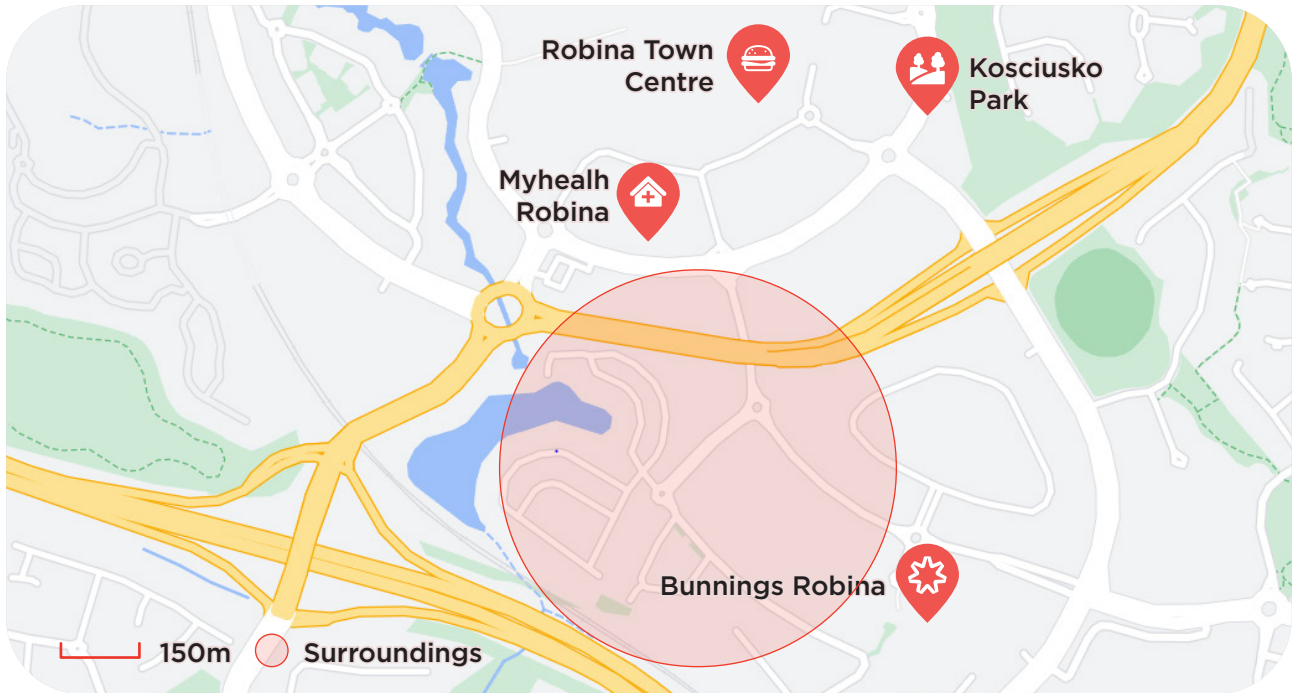 Robina Town
Centre
Kosciusko
Park
Myhealh
Robina
Bunnings Robina
150m
Surroundings